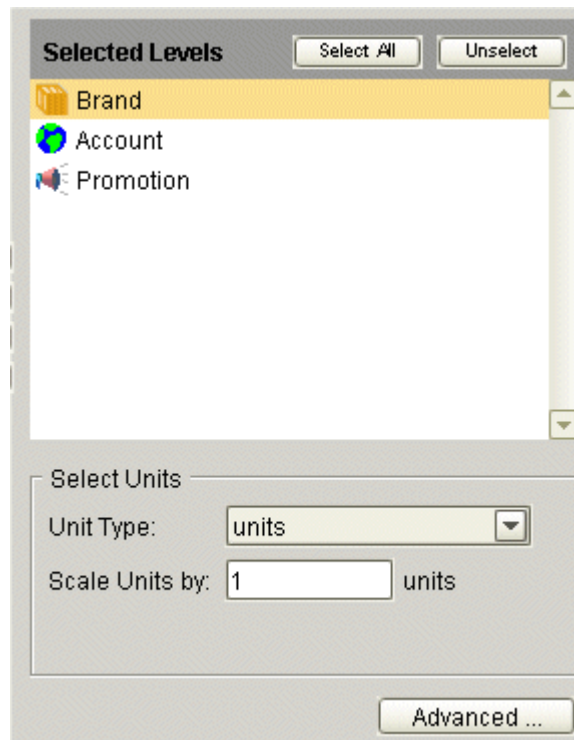 Selected Levels Select All Unselect
Brand
Account
Promotion
Select Units
Unit Type: units
Scale Units by: 1 units
Advanced ...